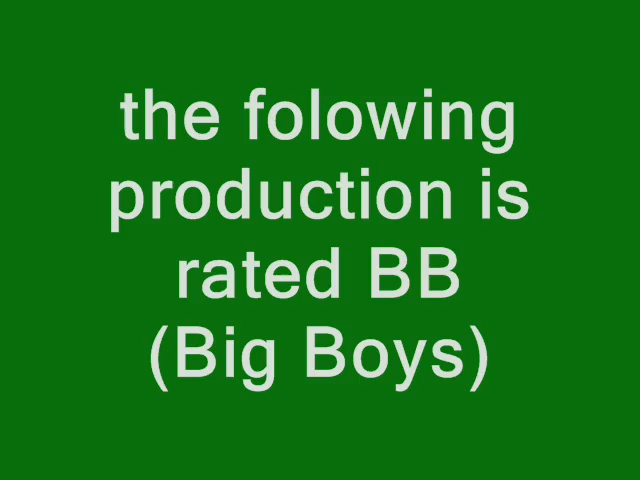 the folowing
production is
rated BB
(Big Boys)